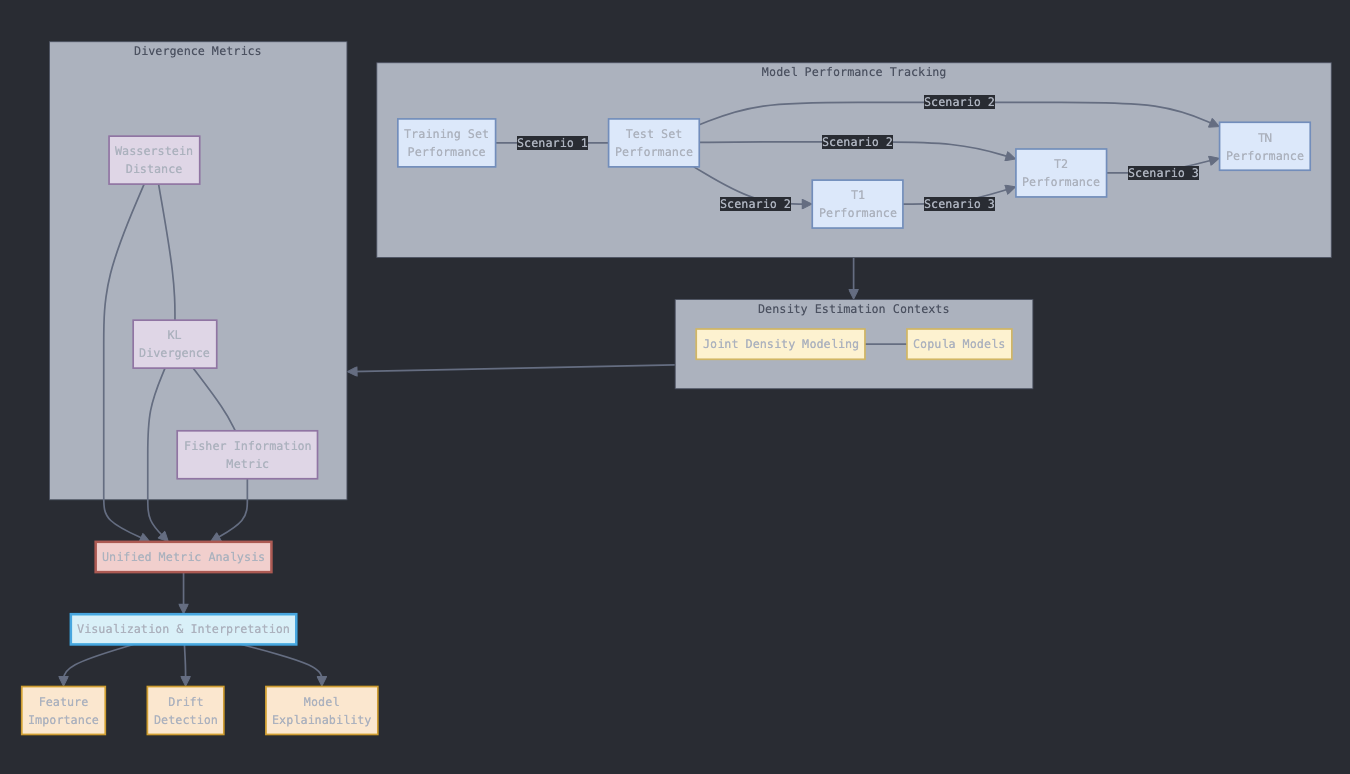 Divergence Metrics
Wasserstein
Distance
KL
Divergence
Fisher Information
Metric
Model Performance Tracking
Training Set
Performance
Scenario 1
Test Set
Performance
Scenario 2
Scenario 2
Scenario 2
T1
Performance
Scenario 3
T2
Performance
Scenario 3
TN
Performance
Density Estimation Contexts
Joint Density Modeling
Copula Models
Unified Metric Analysis
Visualization & Interpretation
Feature
Importance
Drift
Detection
Model
Explainability